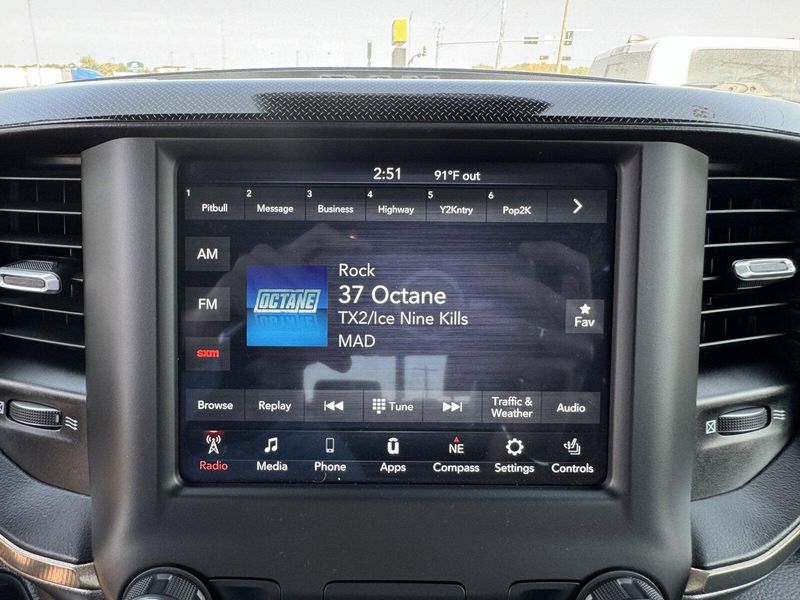 2:51 91°F out
1 Pitbull 2 Message 3 Business 4 Highway 5 Y2Kntry 6 Pop2K
AM
FM
sxm
OCTANE
Rock
37 Octane
TX2/Ice Nine Kills
MAD
Fav
Browse Replay Tune Traffic &
Weather Audio
Radio Media Phone Apps NE
Compass Settings Controls